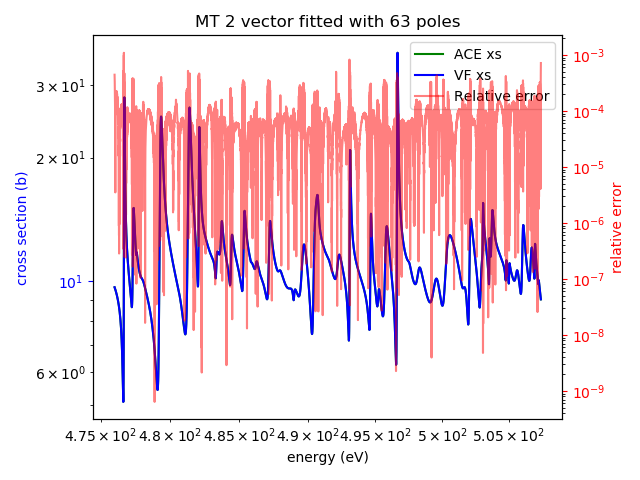 MT 2 vector fitted with 63 poles
ACE xs
VF xs
Relative error
cross section (b)
3 × 10¹
2 × 10¹
10¹
6 × 10⁰
10⁻³
10⁻⁴
10⁻⁵
10⁻⁶
10⁻⁷
10⁻⁸
10⁻⁹
relative error
4.75 × 10² 4.8 × 10² 4.85 × 10² 4.9 × 10² 4.95 × 10² 5 × 10² 5.05 × 10²
energy (eV)